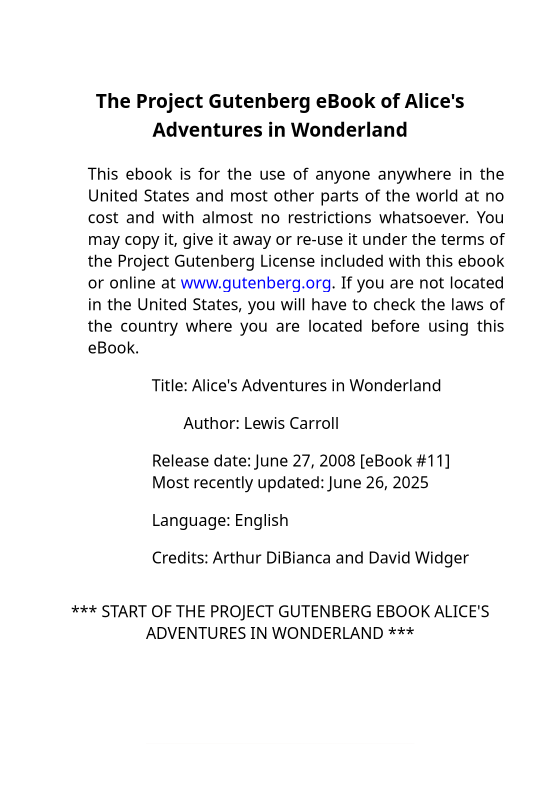 The Project Gutenberg eBook of Alice's
Adventures in Wonderland
This ebook is for the use of anyone anywhere in the
United States and most other parts of the world at no
cost and with almost no restrictions whatsoever. You
may copy it, give it away or re-use it under the terms of
the Project Gutenberg License included with this ebook
or online at www.gutenberg.org. If you are not located
in the United States, you will have to check the laws of
the country where you are located before using this
eBook.
Title: Alice's Adventures in Wonderland
Author: Lewis Carroll
Release date: June 27, 2008 [eBook #11]
Most recently updated: June 26, 2025
Language: English
Credits: Arthur DiBianca and David Widger
*** START OF THE PROJECT GUTENBERG EBOOK ALICE'S
ADVENTURES IN WONDERLAND ***